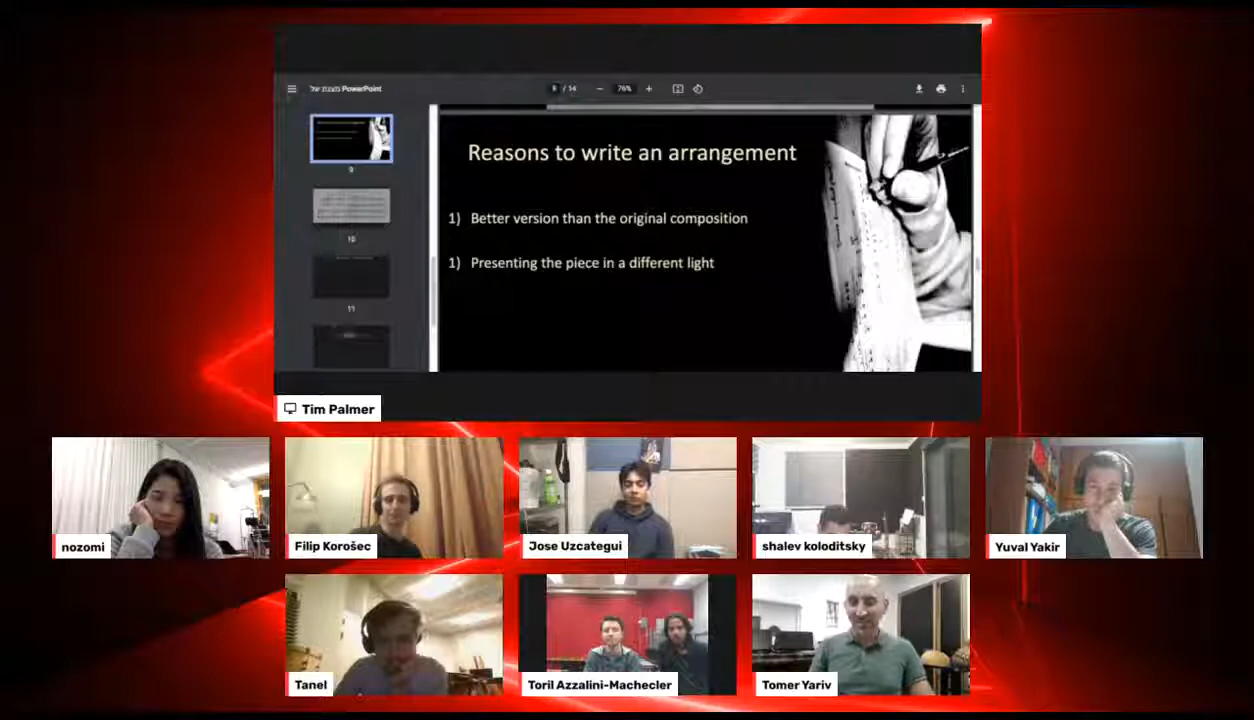 מצגת של PowerPoint
9 / 14
76%
9
10
11
Reasons to write an arrangement
1) Better version than the original composition
1) Presenting the piece in a different light
Tim Palmer
nozomi
Filip Korošec
Jose Uzcategui
shalev koloditsky
Yuval Yakir
Tanel
Toril Azzalini-Machecler
Tomer Yariv